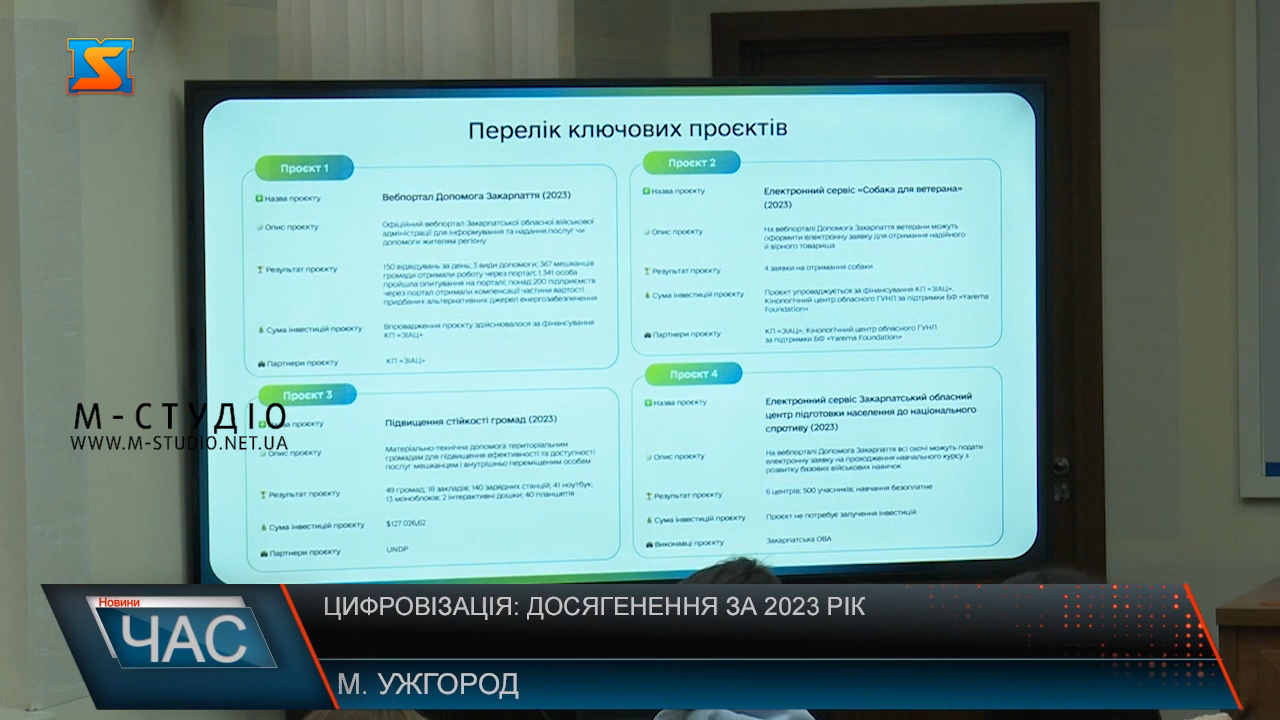 Перелік ключових проєктів
Проєкт 1
Назва проєкту
Вебпортал Допомога Закарпаття (2023)
Опис проєкту
Офіційний вебпортал Закарпатської обласної військової
адміністрації для інформування та надання послуг чи
допомоги жителям регіону
Результат проєкту
150 відвідувань за день; 3 види допомоги; 367 мешканців
громади отримали роботу через портал; 1 341 особа
пройшла опитування на порталі; понад 200 підприємств
через портал отримали компенсації частини вартості
придбаних альтернативних джерел енергозабезпечення
Сума інвестицій проєкту
Впровадження проєкту здійснювалося за фінансування
КП «ЗІАЦ»
Партнери проєкту
КП «ЗІАЦ»
Проєкт 2
Назва проєкту
Електронний сервіс «Собака для ветерана»
(2023)
Опис проєкту
На вебпорталі Допомога Закарпаття ветерани можуть
оформити електронну заявку для отримання надійного
й вірного товариша
Результат проєкту
4 заявки на отримання собаки
Сума інвестицій проєкту
Проєкт упроваджується за фінансування КП «ЗІАЦ»,
Кінологічний центр обласного ГУНП за підтримки БФ «Yarema
Foundation»
Партнери проєкту
КП «ЗІАЦ», Кінологічний центр обласного ГУНП
за підтримки БФ «Yarema Foundation»
Проєкт 3
проєкту
Підвищення стійкості громад (2023)
Опис проєкту
Матеріально-технічна допомога територіальним
громадам для підвищення ефективності та доступності
послуг мешканцям і внутрішньо переміщеним особам
Результат проєкту
49 громад; 18 закладів; 140 зарядних станцій; 41 ноутбук;
13 моноблоків; 2 інтерактивні дошки; 40 планшетів
Сума інвестицій проєкту
$127 026,62
Партнери проєкту
UNDP
Проєкт 4
Назва проєкту
Електронний сервіс Закарпатський обласний
центр підготовки населення до національного
спротиву (2023)
Опис проєкту
На вебпорталі Допомога Закарпаття всі охочі можуть подати
електронну заявку на проходження навчального курсу з
розвитку базових військових навичок
Результат проєкту
6 центрів; 500 учасників; навчання безоплатне
Сума інвестицій проєкту
Проєкт не потребує залучення інвестицій
Виконавці проєкту
Закарпатська ОВА
М-СТУДІО
WWW.M-STUDIO.NET.UA
Новини
ЧАС
ЦИФРОВІЗАЦІЯ: ДОСЯГЕНЕННЯ ЗА 2023 РІК
М. УЖГОРОД